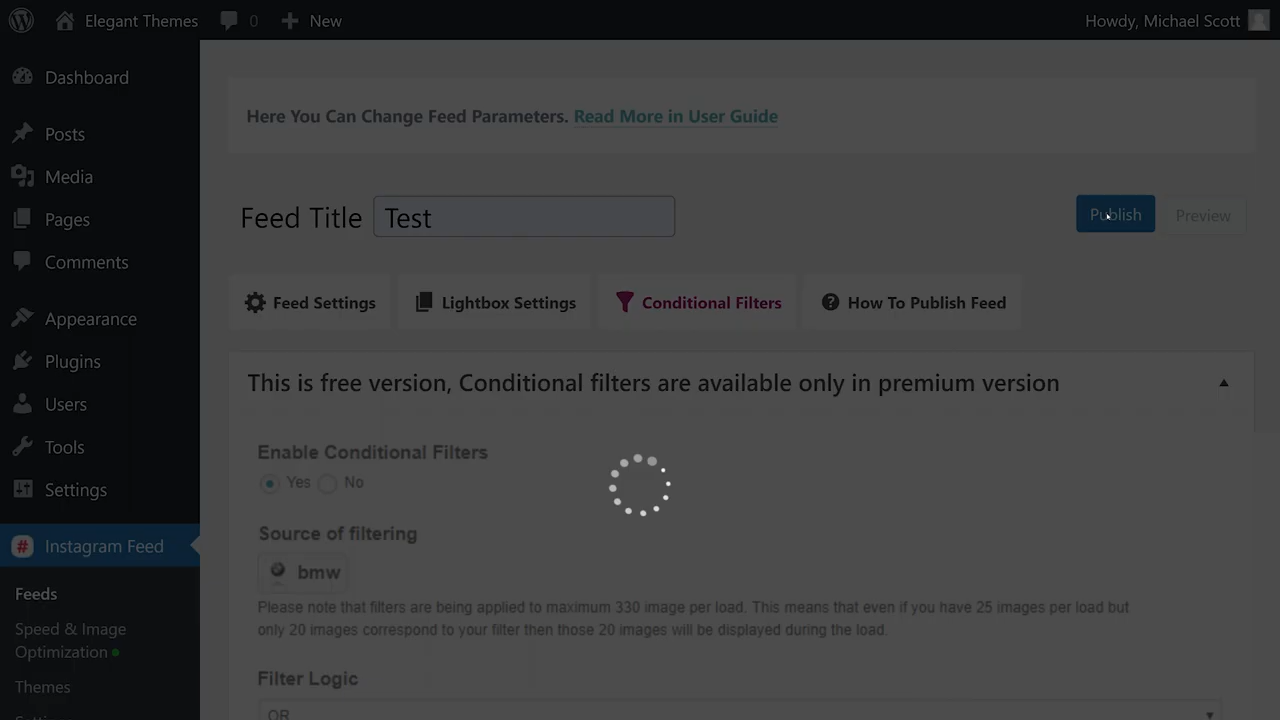 Elegant Themes
0
New
Howdy, Michael Scott
Dashboard
Posts
Media
Pages
Comments
Appearance
Plugins
Users
Tools
Settings
# Instagram Feed
Feeds
Speed & Image
Optimization
Themes
Here You Can Change Feed Parameters. Read More in User Guide
Feed Title Test
Publish
Preview
Feed Settings
Lightbox Settings
Conditional Filters
? How To Publish Feed
This is free version, Conditional filters are available only in premium version
Enable Conditional Filters
Yes No
Source of filtering
bmw
Please note that filters are being applied to maximum 330 image per load. This means that even if you have 25 images per load but
only 20 images correspond to your filter then those 20 images will be displayed during the load.
Filter Logic
OR